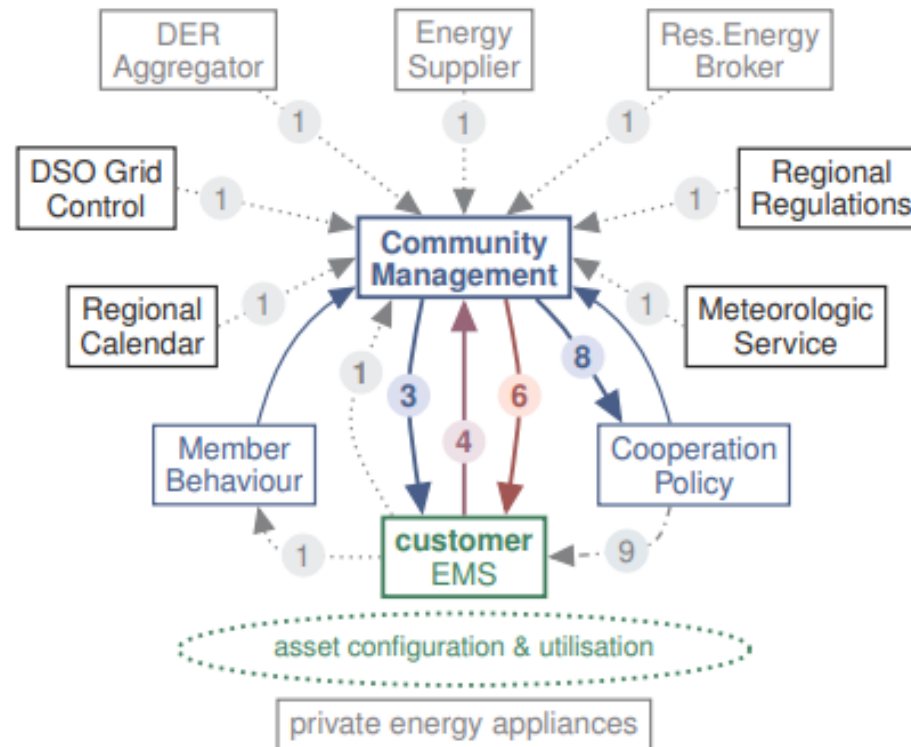 DER
Aggregator
Energy
Supplier
Res.Energy
Broker
1
1
1
DSO Grid
Control
1
1
Regional
Regulations
Community
Management
Regional
Calendar
1
1
Meteorologic
Service
1
3
4
6
8
Member
Behaviour
Cooperation
Policy
1
customer
EMS
9
asset configuration & utilisation
private energy appliances